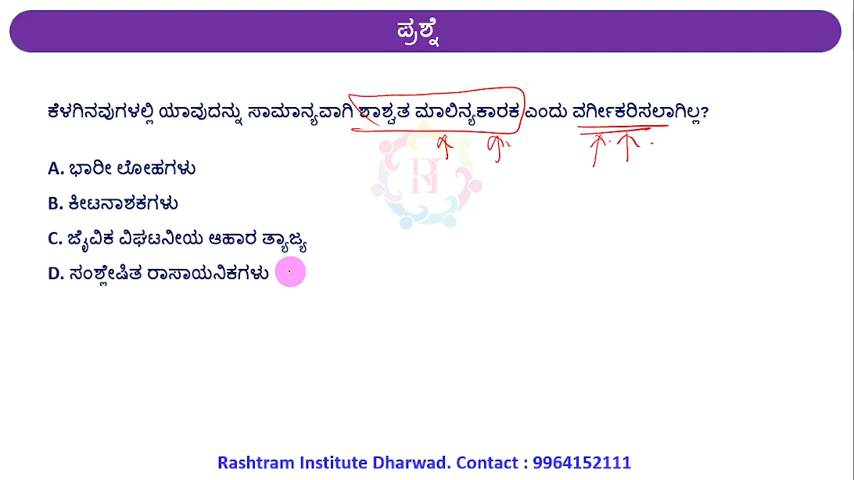 ಪ್ರಶ್ನೆ
ಕೆಳಗಿನವುಗಳಲ್ಲಿ ಯಾವುದನ್ನು ಸಾಮಾನ್ಯವಾಗಿ ಶಾಶ್ವತ ಮಾಲಿನ್ಯಕಾರಕ ಎಂದು ವರ್ಗೀಕರಿಸಲಾಗಿಲ್ಲ?
A. ಭಾರೀ ಲೋಹಗಳು
B. ಕೀಟನಾಶಕಗಳು
C. ಜೈವಿಕ ವಿಘಟನೀಯ ಆಹಾರ ತ್ಯಾಜ್ಯ
D. ಸಂಶ್ಲೇಷಿತ ರಾಸಾಯನಿಕಗಳು
Rashtram Institute Dharwad. Contact : 9964152111